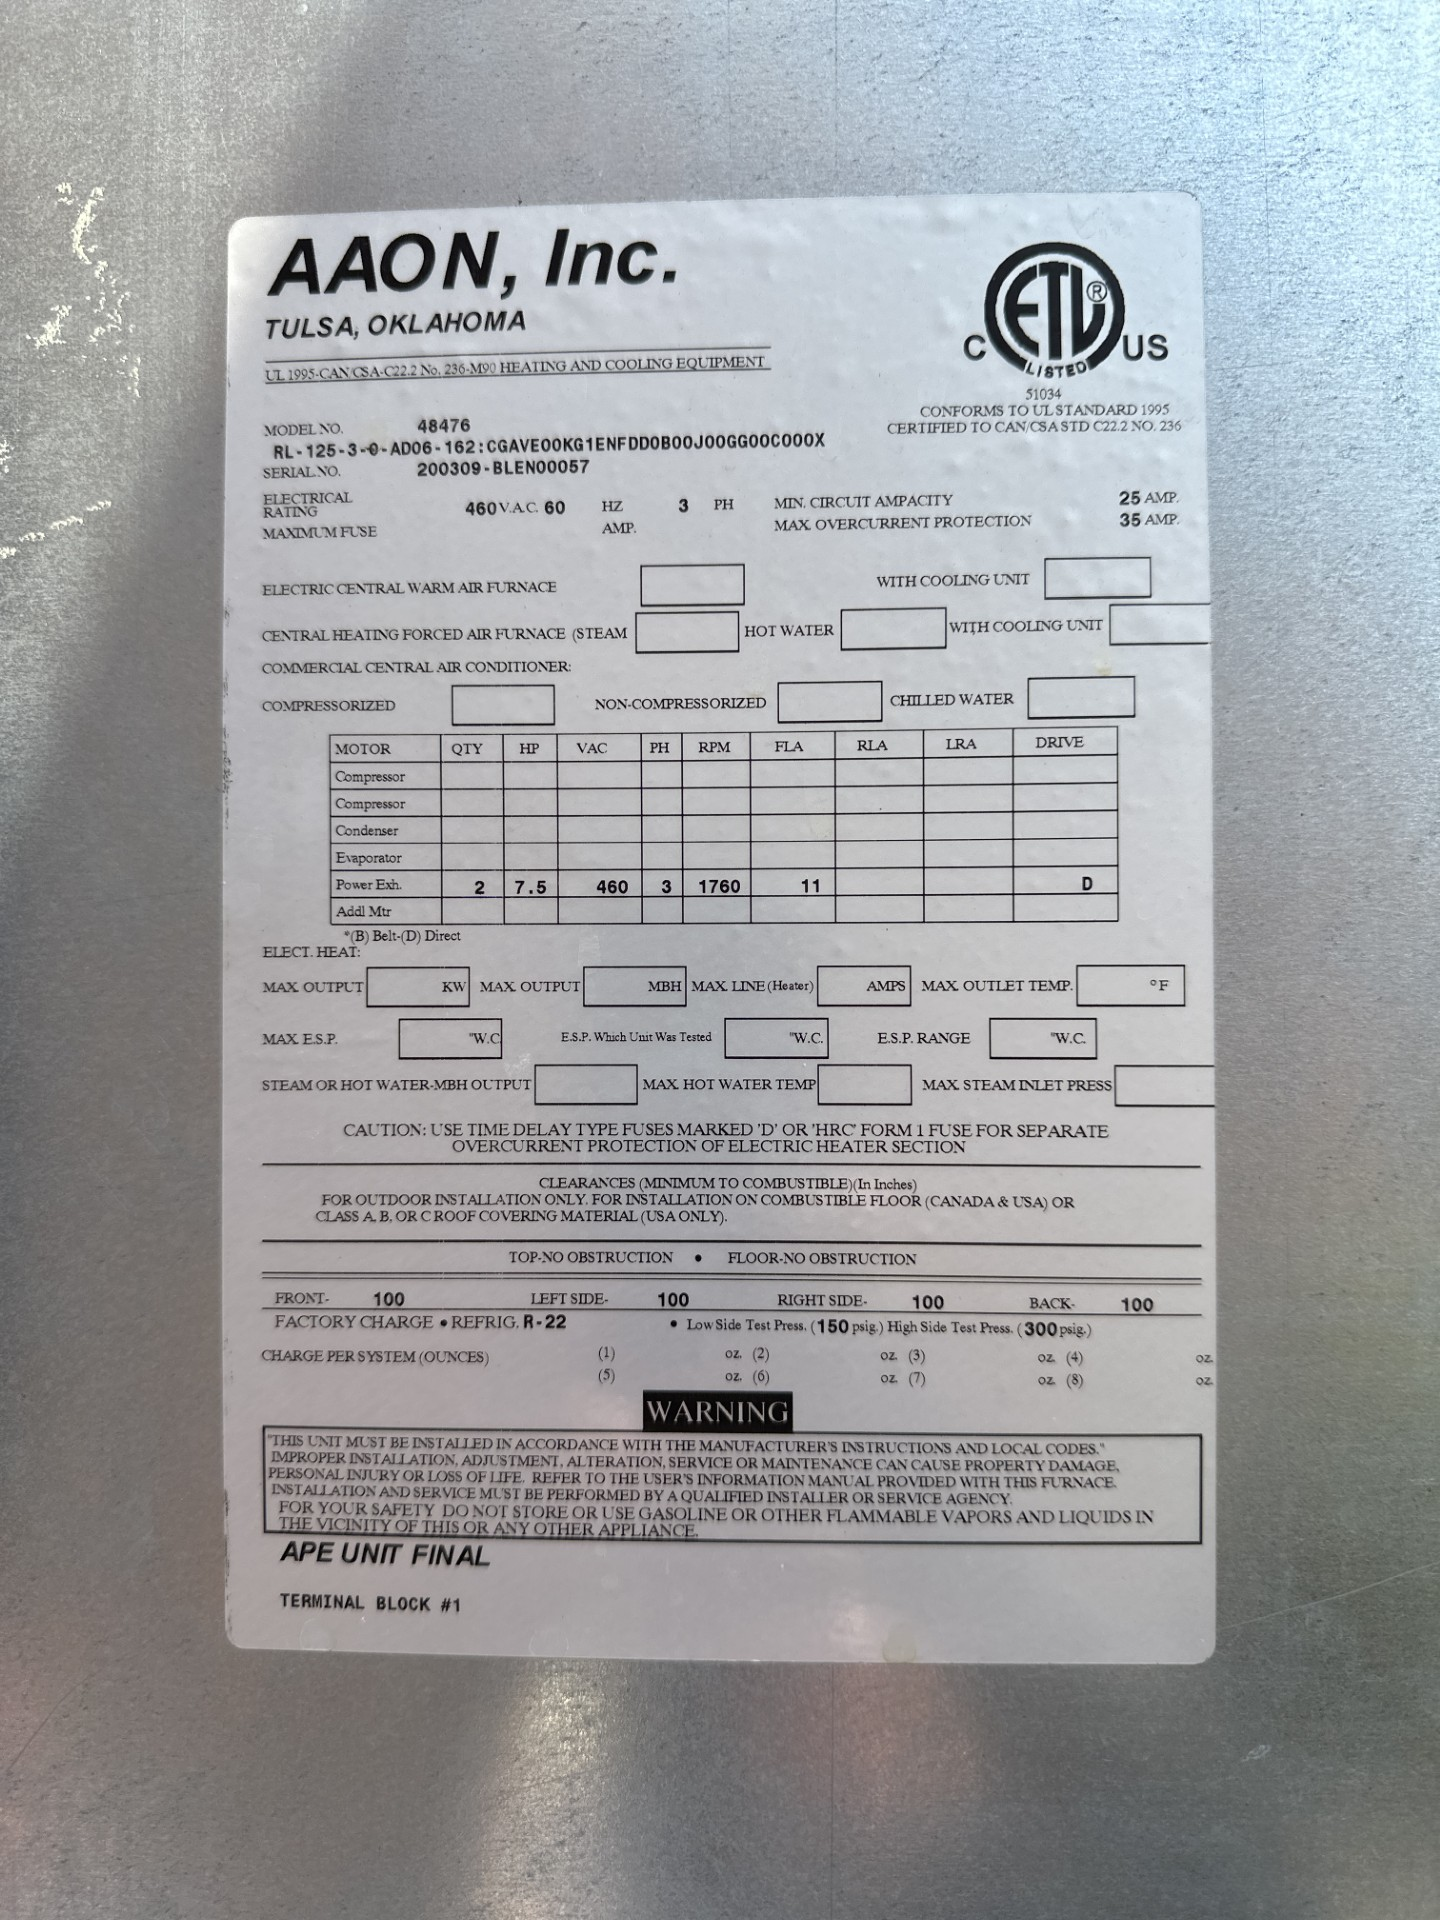 AAON, Inc.
TULSA, OKLAHOMA
UL 1995-CAN/CSA-C22.2 No. 236-M90 HEATING AND COOLING EQUIPMENT
C ETL ® US
LISTED
51034
CONFORMS TO UL STANDARD 1995
CERTIFIED TO CAN/CSA STD C22.2 NO. 236
MODEL NO. 48476
RL-125-3-0-AD06-162:CGAVE00KG1ENFDD0B00J00GG00C000X
SERIAL NO. 200309-BLEN00057
ELECTRICAL RATING 460 V.A.C. 60 HZ 3 PH MIN. CIRCUIT AMPACITY 25 AMP.
MAXIMUM FUSE AMP. MAX. OVERCURRENT PROTECTION 35 AMP.
ELECTRIC CENTRAL WARM AIR FURNACE WITH COOLING UNIT
CENTRAL HEATING FORCED AIR FURNACE (STEAM HOT WATER WITH COOLING UNIT
COMMERCIAL CENTRAL AIR CONDITIONER:
COMPRESSORIZED NON-COMPRESSORIZED CHILLED WATER
MOTOR QTY HP VAC PH RPM FLA RLA LRA DRIVE
Compressor
Compressor
Condenser
Evaporator
Power Exh. 2 7.5 460 3 1760 11 D
Addl Mtr
*(B) Belt-(D) Direct
ELECT. HEAT:
MAX. OUTPUT KW MAX. OUTPUT MBH MAX. LINE (Heater) AMPS MAX. OUTLET TEMP. °F
MAX. E.S.P. "W.C. E.S.P. Which Unit Was Tested "W.C. E.S.P. RANGE "W.C.
STEAM OR HOT WATER-MBH OUTPUT MAX. HOT WATER TEMP MAX. STEAM INLET PRESS
CAUTION: USE TIME DELAY TYPE FUSES MARKED 'D' OR 'HRC' FORM 1 FUSE FOR SEPARATE
OVERCURRENT PROTECTION OF ELECTRIC HEATER SECTION
CLEARANCES (MINIMUM TO COMBUSTIBLE)(In Inches)
FOR OUTDOOR INSTALLATION ONLY. FOR INSTALLATION ON COMBUSTIBLE FLOOR (CANADA & USA) OR
CLASS A, B, OR C ROOF COVERING MATERIAL (USA ONLY).
TOP-NO OBSTRUCTION • FLOOR-NO OBSTRUCTION
FRONT- 100 LEFT SIDE- 100 RIGHT SIDE- 100 BACK- 100
FACTORY CHARGE • REFRIG. R-22 • Low Side Test Press. (150 psig.) High Side Test Press. (300 psig.)
CHARGE PER SYSTEM (OUNCES) (1) oz. (2) oz. (3) oz. (4) oz.
(5) oz. (6) oz. (7) oz. (8) oz.
WARNING
"THIS UNIT MUST BE INSTALLED IN ACCORDANCE WITH THE MANUFACTURER'S INSTRUCTIONS AND LOCAL CODES."
IMPROPER INSTALLATION, ADJUSTMENT, ALTERATION, SERVICE OR MAINTENANCE CAN CAUSE PROPERTY DAMAGE,
PERSONAL INJURY OR LOSS OF LIFE. REFER TO THE USER'S INFORMATION MANUAL PROVIDED WITH THIS FURNACE.
INSTALLATION AND SERVICE MUST BE PERFORMED BY A QUALIFIED INSTALLER OR SERVICE AGENCY.
FOR YOUR SAFETY DO NOT STORE OR USE GASOLINE OR OTHER FLAMMABLE VAPORS AND LIQUIDS IN
THE VICINITY OF THIS OR ANY OTHER APPLIANCE.
APE UNIT FINAL
TERMINAL BLOCK #1